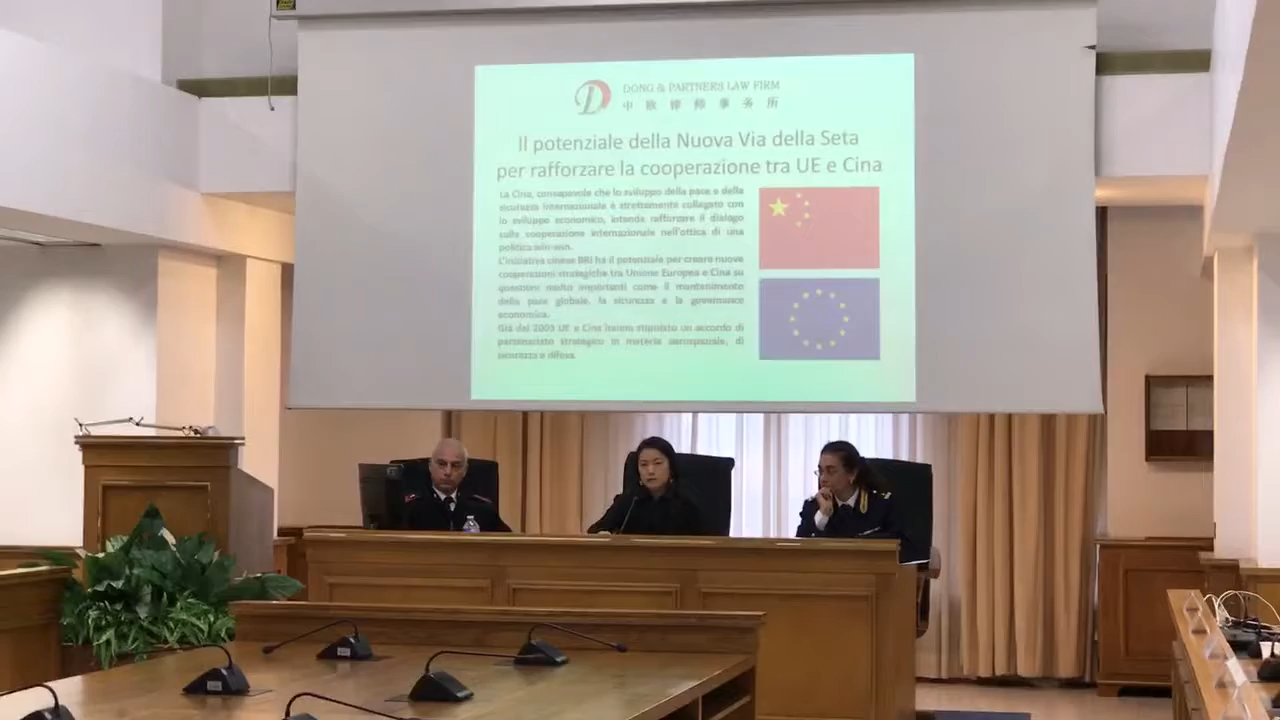 DONG & PARTNERS LAW FIRM
中 欧 律 师 事 务 所
Il potenziale della Nuova Via della Seta
per rafforzare la cooperazione tra UE e Cina
La Cina, consapevole che lo sviluppo della pace e della
sicurezza internazionale è strettamente collegato con
lo sviluppo economico, intende rafforzare il dialogo
sulla cooperazione internazionale nell'ottica di una
politica win-win.
L'iniziativa cinese BRI ha il potenziale per creare nuove
cooperazioni strategiche tra Unione Europea e Cina su
questioni molto importanti come il mantenimento
della pace globale, la sicurezza e la governance
economica.
Già dal 2003 UE e Cina hanno stipulato un accordo di
partenariato strategico in materia aerospaziale, di
sicurezza e difesa.